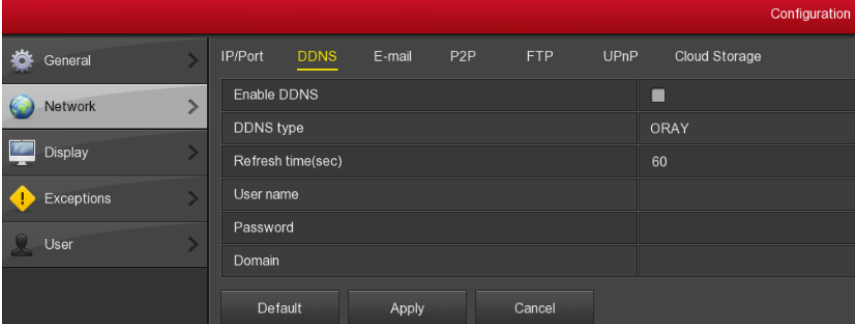 Configuration
General
Network
Display
Exceptions
User
IP/Port DDNS E-mail P2P FTP UPnP Cloud Storage
Enable DDNS
DDNS type ORAY
Refresh time(sec) 60
User name
Password
Domain
Default Apply Cancel